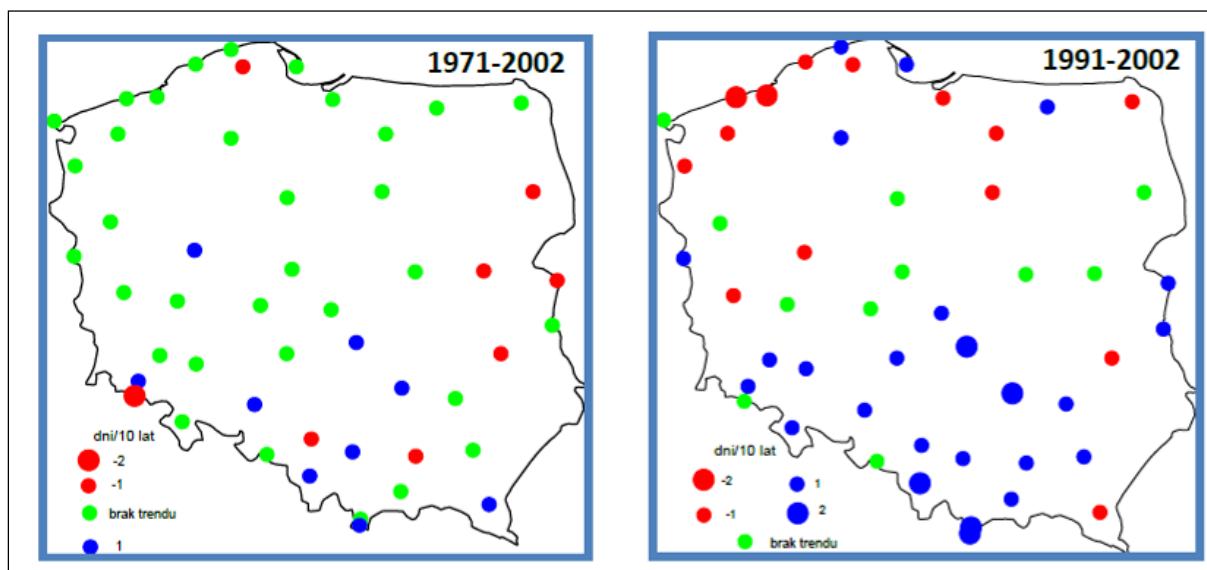 1971-2002
dni/10 lat
-2
-1
brak trendu
1
1991-2002
dni/10 lat
-2
1
-1
2
brak trendu